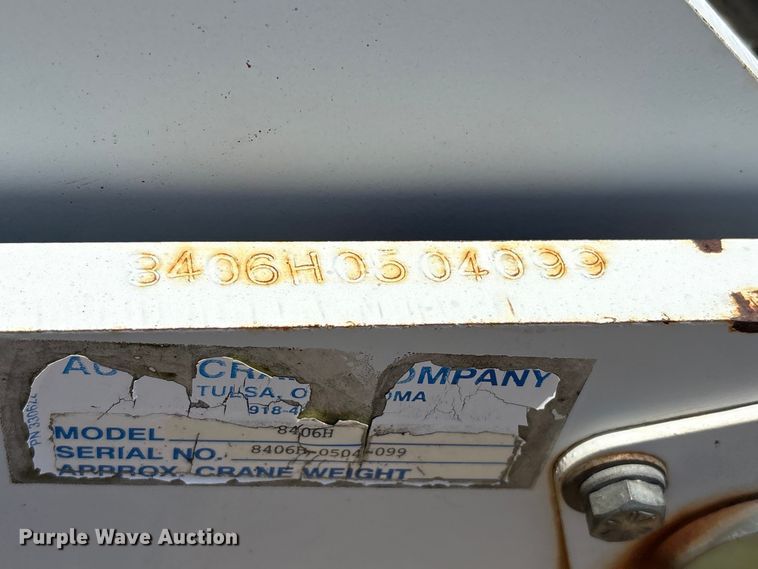 8406H0504099
AU CRA OMPANY
TULSA, O OMA
918-4
PN 330622
MODEL 8406H
SERIAL NO. 8406H-0504-099
APPROX. CRANE WEIGHT
Purple Wave Auction